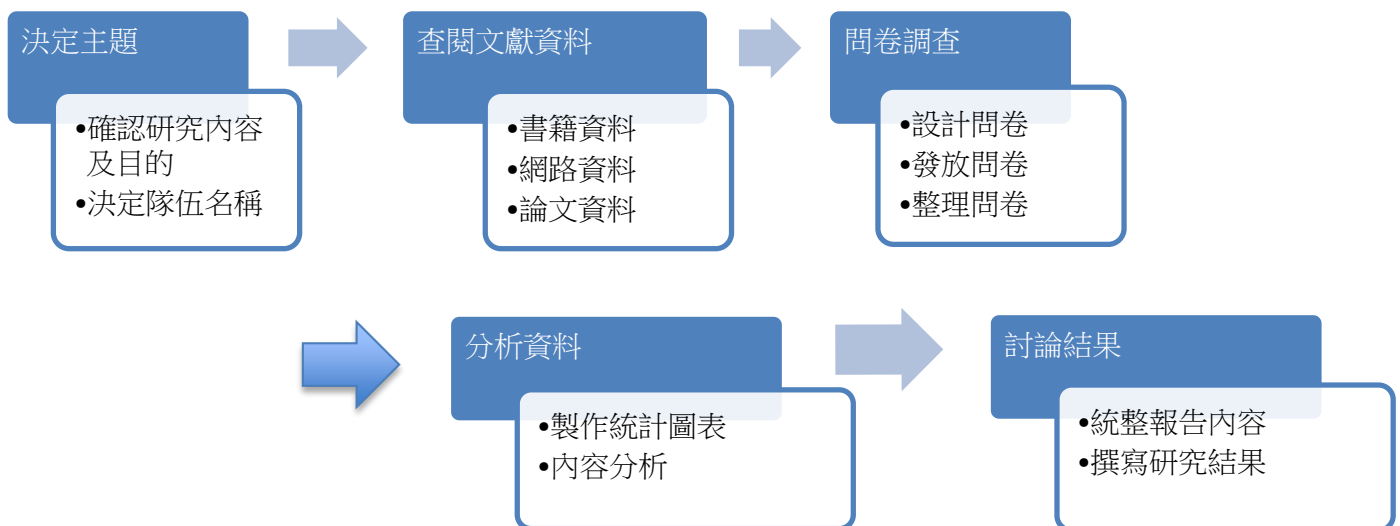 決定主題
•確認研究內容
及目的
•決定隊伍名稱
查閱文獻資料
•書籍資料
•網路資料
•論文資料
問卷調查
•設計問卷
•發放問卷
•整理問卷
分析資料
•製作統計圖表
•內容分析
討論結果
•統整報告內容
•撰寫研究結果